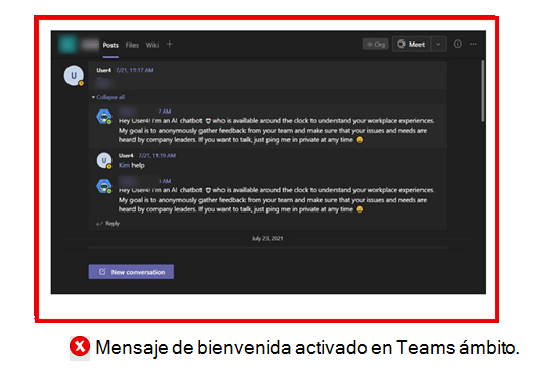 Posts Files Wiki
Org Meet
User4 7/21, 11:17 AM
Collapse all
7 AM
Hey User4! I'm an AI chatbot who is available around the clock to understand your workplace experiences.
My goal is to anonymously gather feedback from your team and make sure that your issues and needs are
heard by company leaders. If you want to talk, just ping me in private at any time
User4 7/21, 11:19 AM
Kim help
AM
Hey User4! I'm an AI chatbot who is available around the clock to understand your workplace experiences.
My goal is to anonymously gather feedback from your team and make sure that your issues and needs are
heard by company leaders. If you want to talk, just ping me in private at any time
Reply
July 23, 2021
New conversation
Mensaje de bienvenida activado en Teams ámbito.